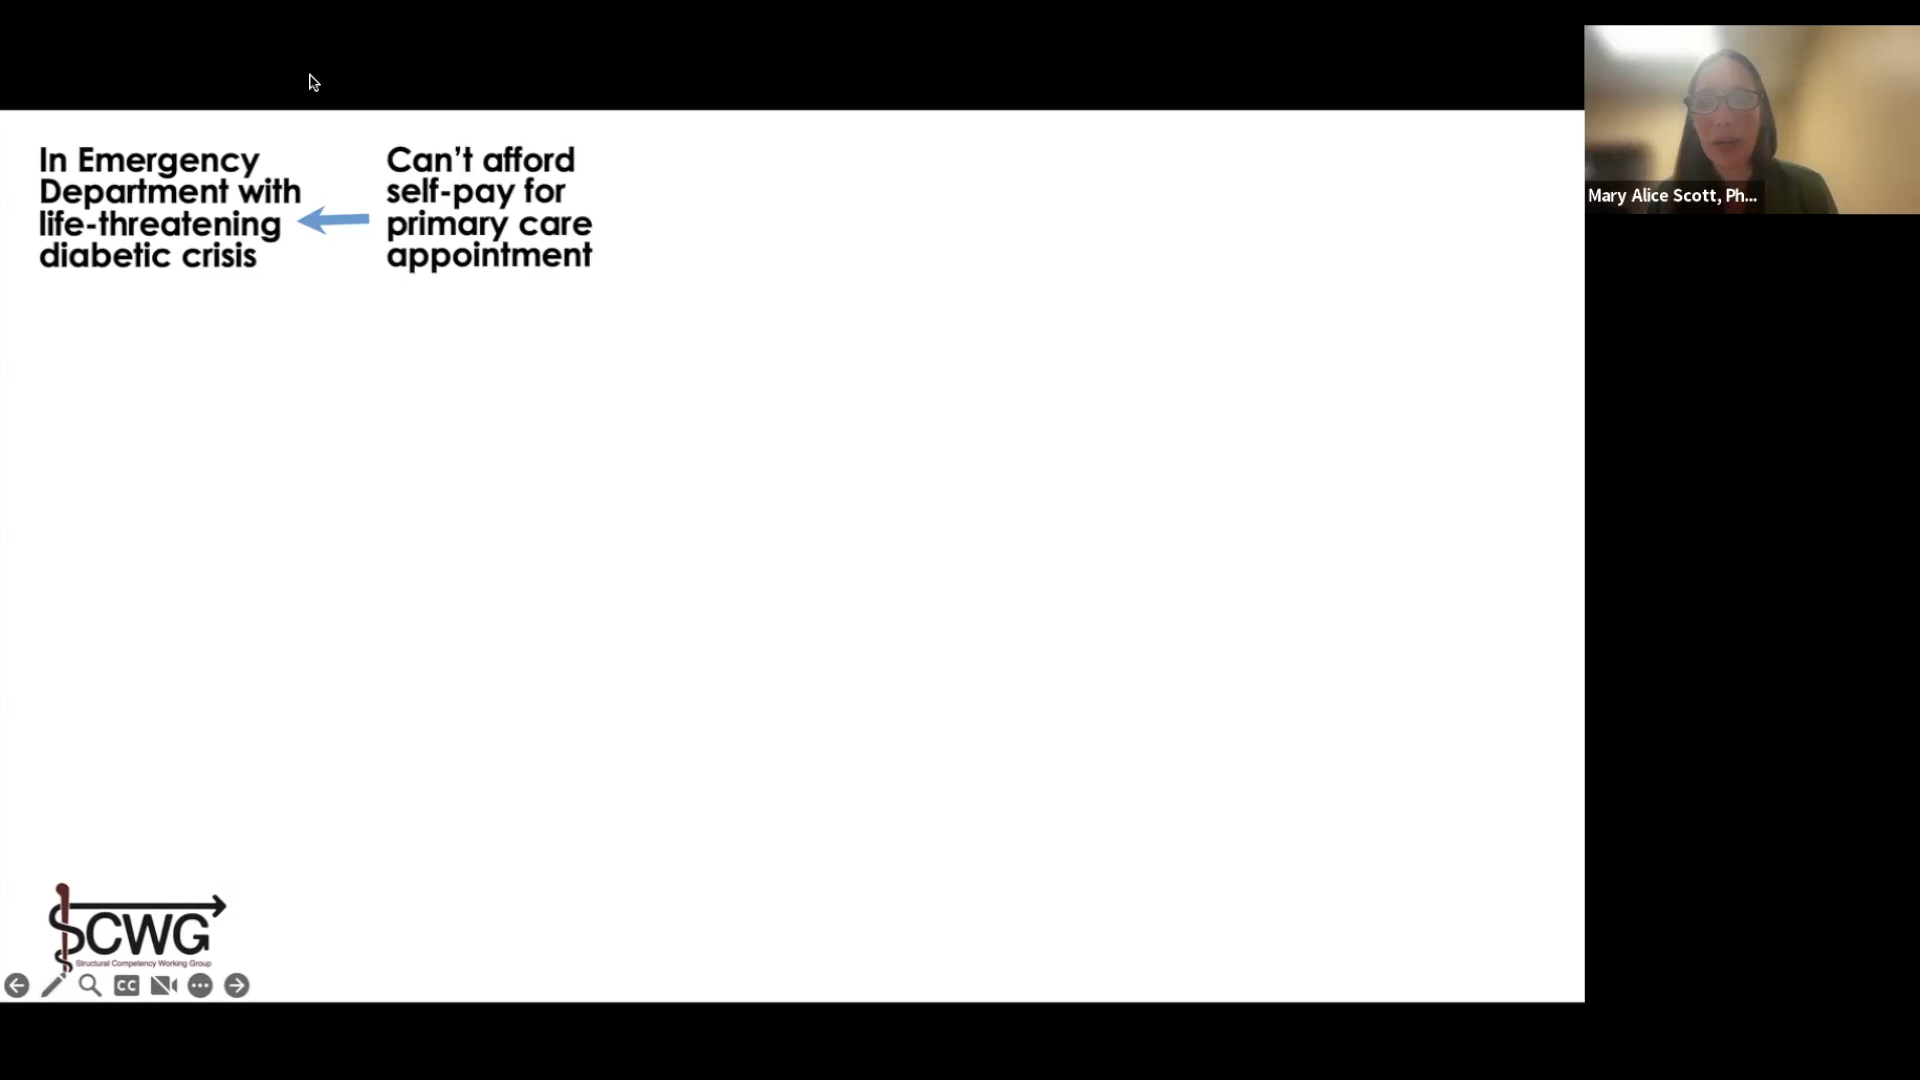 In Emergency
Department with
life-threatening
diabetic crisis
Can't afford
self-pay for
primary care
appointment
Mary Alice Scott, Ph...
SCWG
Structural Competency Working Group
CC